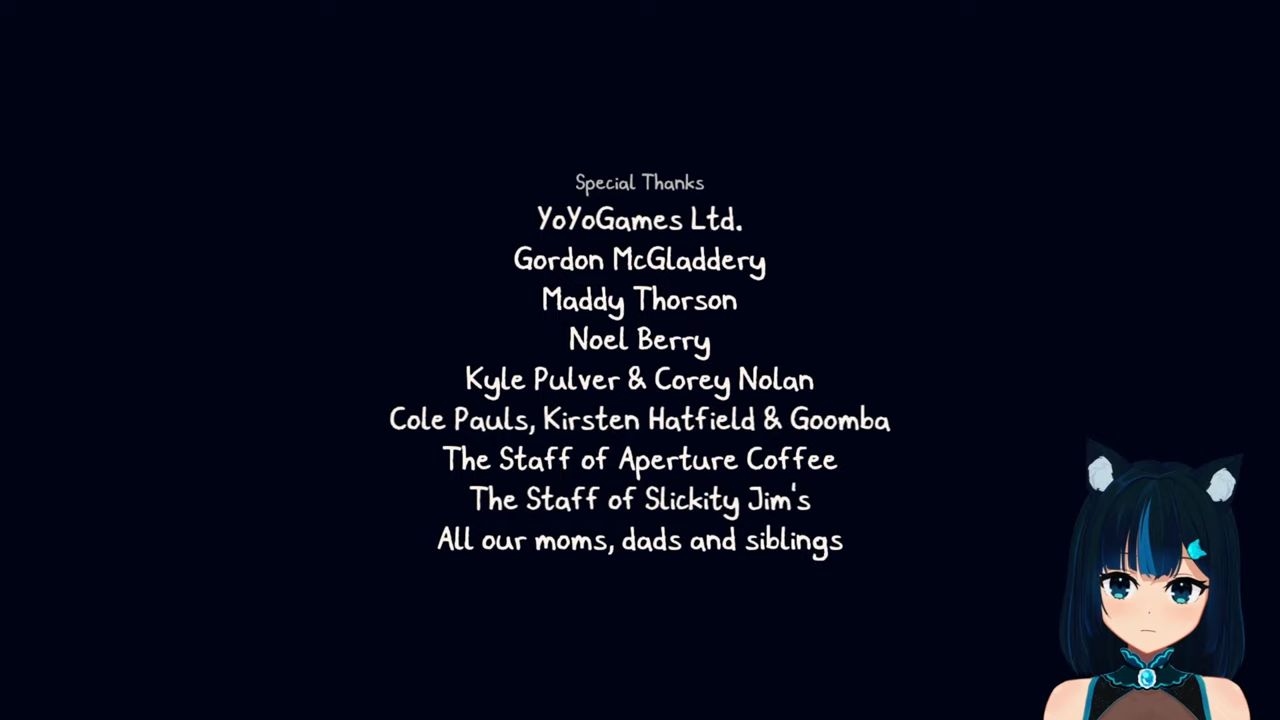 Special Thanks
YoYoGames Ltd.
Gordon McGladdery
Maddy Thorson
Noel Berry
Kyle Pulver & Corey Nolan
Cole Pauls, Kirsten Hatfield & Goomba
The Staff of Aperture Coffee
The Staff of Slickity Jim's
All our moms, dads and siblings